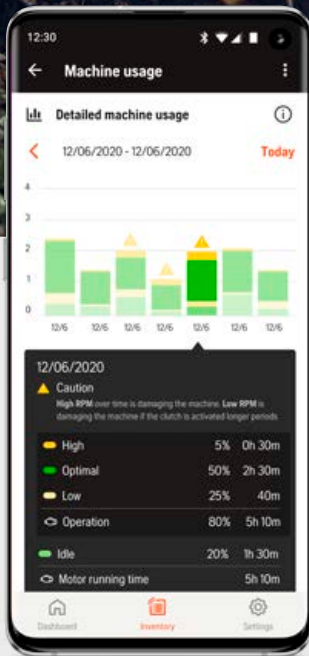 12:30
Machine usage
Detailed machine usage
12/06/2020 - 12/06/2020 Today
4
3
2
1
0
12/6 12/6 12/6 12/6 12/6 12/6 12/6
12/06/2020
Caution
High RPM over time is damaging the machine. Low RPM is
damaging the machine if the clutch is activated longer periods
High 5% 0h 30m
Optimal 50% 2h 30m
Low 25% 40m
Operation 80% 5h 10m
Idle 20% 1h 30m
Motor running time 5h 10m
Dashboard Inventory Settings